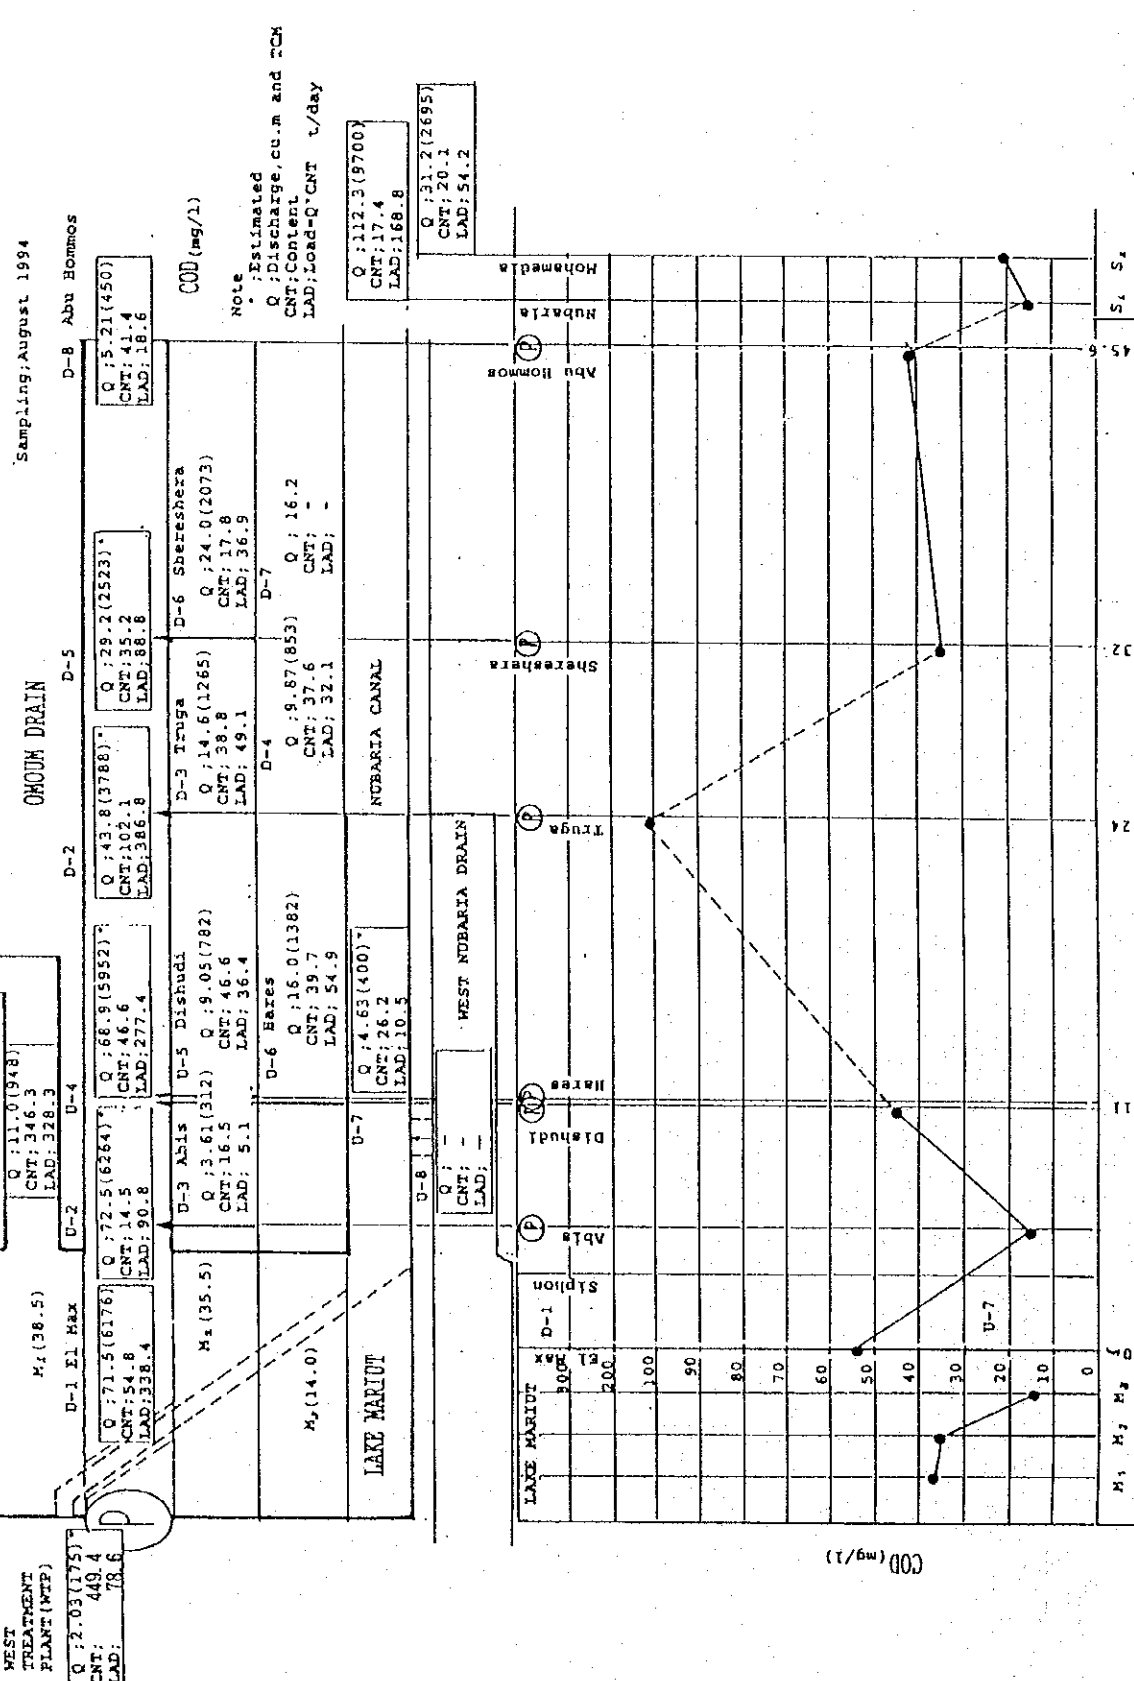 Sampling;August 1994
OMOUM DRAIN
WEST
TREATMENT
PLANT(WTP)
Q ;2.03(175)*
CNT; 449.4
LAD; 78.6
Q ;11.0(948)
CNT; 346.3
LAD; 328.3
M₁(38.5)
D-1 El Max
U-2
U-4
D-2
D-5
D-8 Abu Hommos
Q ;71.5(6176)
CNT;54.8
LAD;338.4
Q ;72.5(6264)*
CNT;14.5
LAD;90.8
Q ;68.9(5952)*
CNT;46.6
LAD;277.4
Q ;43.8(3788)*
CNT;102.1
LAD;386.8
Q ;29.2(2523)*
CNT;35.2
LAD;88.8
Q ;5.21(450)
CNT; 41.4
LAD;18.6
M₂(35.5)
U-3 Abis
Q ;3.61(312)
CNT;16.5
LAD; 5.1
U-5 Dishudi
Q ;9.05(782)
CNT; 46.6
LAD; 36.4
D-3 Truga
Q ;14.6(1265)
CNT; 38.8
LAD; 49.1
D-6 Shereshera
Q ;24.0(2073)
CNT; 17.8
LAD; 36.9
COD(mg/l)
U-6 Hares
Q ;16.0(1382)
CNT; 39.7
LAD; 54.9
D-4
Q ;9.87(853)
CNT; 37.6
LAD; 32.1
D-7
Q ; 16.2
CNT; -
LAD; -
Note
* ;Estimated
Q ;Discharge,cu.m and TCM
CNT;Content
LAD;Load=Q*CNT t/day
M₃(14.0)
LAKE MARIUT
U-7
Q ;4.63(400)*
CNT;26.2
LAD;10.5
NUBARIA CANAL
Q ;112.3(9700)
CNT;17.4
LAD;168.8
U-8
Q ; -
CNT; -
LAD; -
WEST NUBARIA DRAIN
Q ;31.2(2695)
CNT; 20.1
LAD;54.2
LAKE MARIUT
El Max
D-1
Siphon
Abis
P
Dishudi
Hares
P
Truga
P
Shereshera
P
Abu Hommos
P
Nubaria
Mohamedia
COD(mg/l)
300
200
100
90
80
70
60
50
40
30
20
10
0
U-7
M₁ M₂ M₃ 0 11 24 32 45.6 S₁ S₂